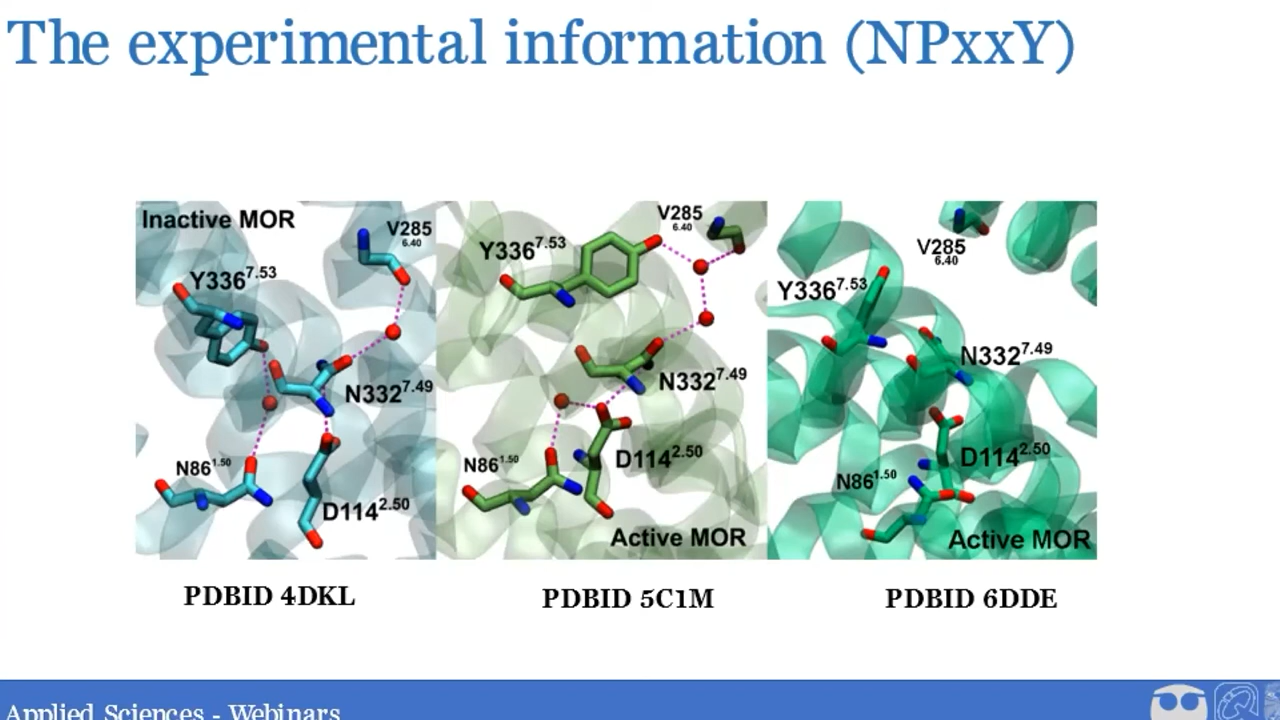 The experimental information (NPxxY)
Inactive MOR
V285
6.40
Y336^7.53
N332^7.49
N86^1.50
D114^2.50
PDBID 4DKL
V285
6.40
Y336^7.53
N332^7.49
N86^1.50
D114^2.50
Active MOR
PDBID 5C1M
V285
6.40
Y336^7.53
N332^7.49
D114^2.50
N86^1.50
Active MOR
PDBID 6DDE
Applied Sciences - Webinars